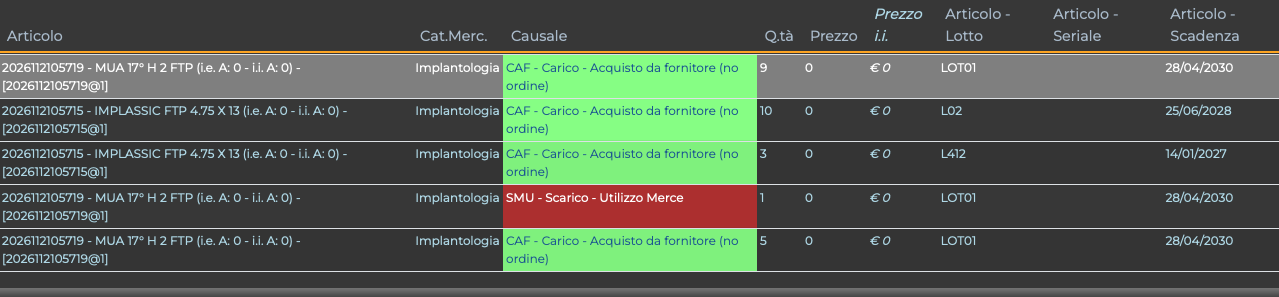 Articolo Cat.Merc. Causale Q.tà Prezzo Prezzo i.i. Articolo - Lotto Articolo - Seriale Articolo - Scadenza
2026112105719 - MUA 17° H 2 FTP (i.e. A: 0 - i.i. A: 0) - Implantologia CAF - Carico - Acquisto da fornitore (no 9 0 € 0 LOT01 28/04/2030
[2026112105719@1] ordine)
2026112105715 - IMPLASSIC FTP 4.75 X 13 (i.e. A: 0 - i.i. A: 0) - Implantologia CAF - Carico - Acquisto da fornitore (no 10 0 € 0 L02 25/06/2028
[2026112105715@1] ordine)
2026112105715 - IMPLASSIC FTP 4.75 X 13 (i.e. A: 0 - i.i. A: 0) - Implantologia CAF - Carico - Acquisto da fornitore (no 3 0 € 0 L412 14/01/2027
[2026112105715@1] ordine)
2026112105719 - MUA 17° H 2 FTP (i.e. A: 0 - i.i. A: 0) - Implantologia SMU - Scarico - Utilizzo Merce 1 0 € 0 LOT01 28/04/2030
[2026112105719@1]
2026112105719 - MUA 17° H 2 FTP (i.e. A: 0 - i.i. A: 0) - Implantologia CAF - Carico - Acquisto da fornitore (no 5 0 € 0 LOT01 28/04/2030
[2026112105719@1] ordine)